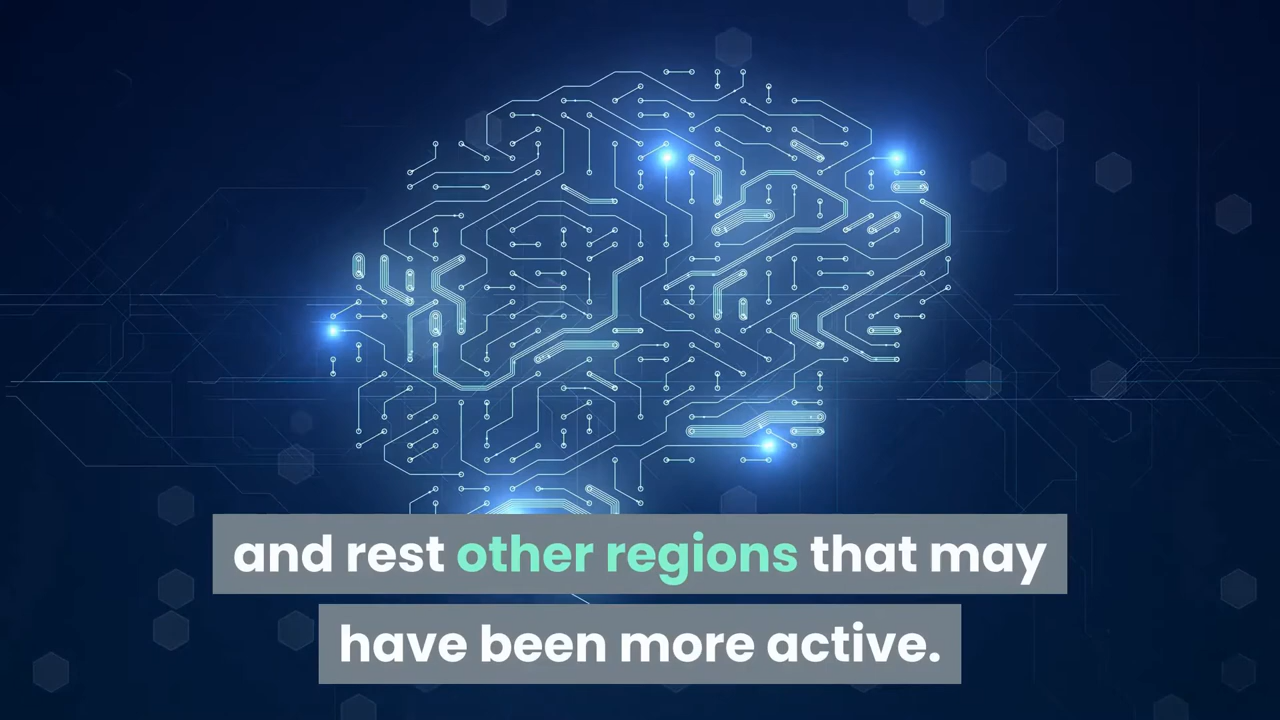 and rest other regions that may
have been more active.